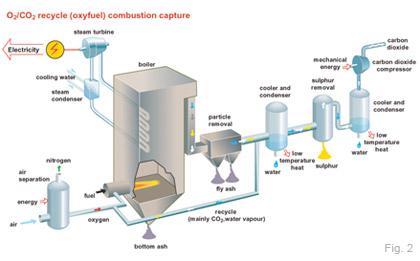 O2/CO2 recycle (oxyfuel) combustion capture
steam turbine
Electricity
boiler
cooling water
steam
condenser
mechanical
energy
carbon
dioxide
carbon dioxide
compressor
sulphur
removal
cooler and
condenser
cooler and
condenser
particle
removal
nitrogen
air
separation
energy
air
fuel
oxygen
fly ash
water
low
temperature
heat
sulphur
water
low
temperature
heat
recycle
(mainly CO2,water vapour)
bottom ash
Fig. 2